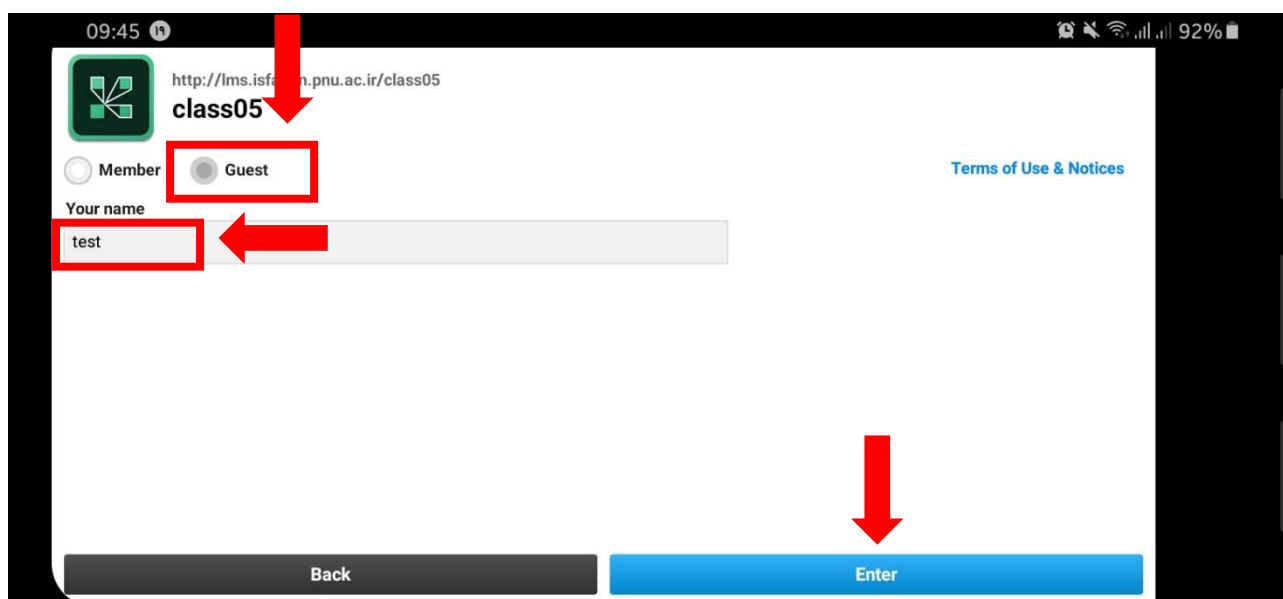 09:45 ١٩ 92%
http://lms.isfa n.pnu.ac.ir/class05
class05
Member Guest Terms of Use & Notices
Your name
test
Back Enter